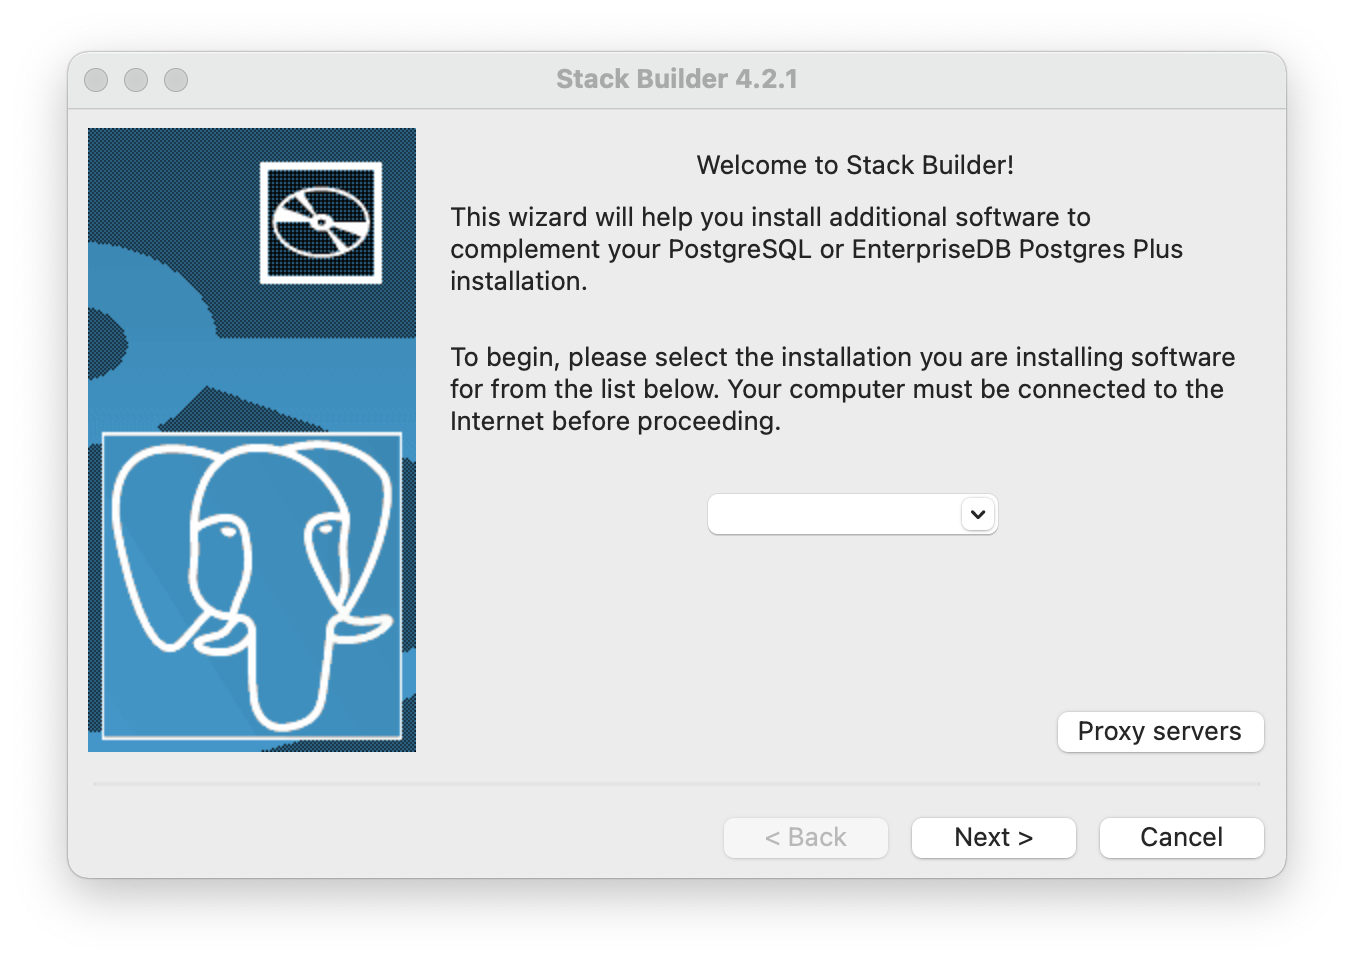 Stack Builder 4.2.1
Welcome to Stack Builder!
This wizard will help you install additional software to
complement your PostgreSQL or EnterpriseDB Postgres Plus
installation.
To begin, please select the installation you are installing software
for from the list below. Your computer must be connected to the
Internet before proceeding.
Proxy servers
< Back
Next >
Cancel